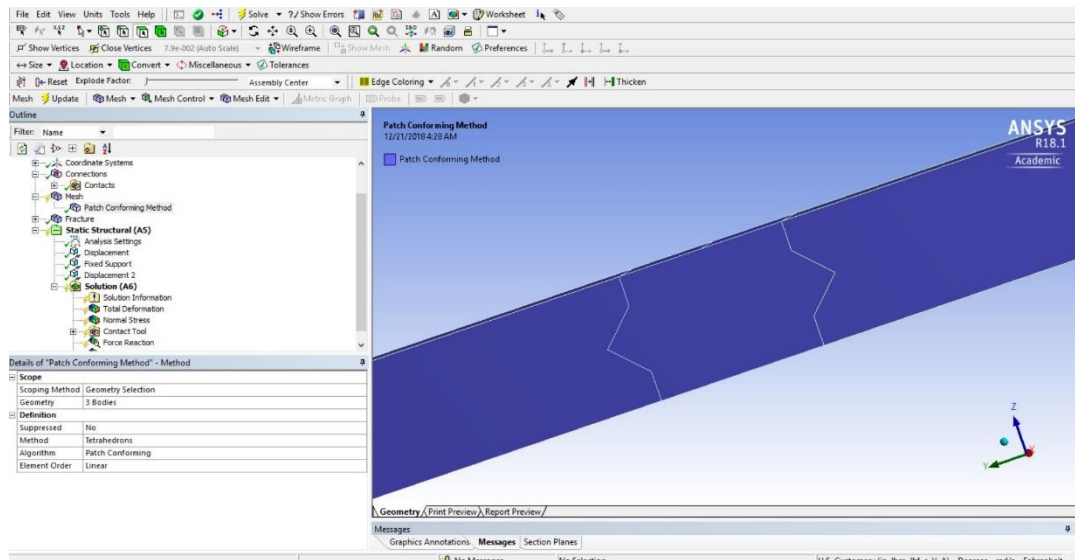 File Edit View Units Tools Help Solve ?/ Show Errors A Worksheet
Show Vertices Close Vertices 7.9e-002 (Auto Scale) Wireframe Show Mesh Random Preferences
Size Location Convert Miscellaneous Tolerances
Reset Explode Factor: Assembly Center Edge Coloring Thicken
Mesh Update Mesh Mesh Control Mesh Edit Metric Graph Probe
Outline
Filter: Name
Coordinate Systems
Connections
Contacts
Mesh
Patch Conforming Method
Fracture
Static Structural (A5)
Analysis Settings
Displacement
Fixed Support
Displacement 2
Solution (A6)
Solution Information
Total Deformation
Normal Stress
Contact Tool
Force Reaction
Details of "Patch Conforming Method" - Method
Scope
Scoping Method Geometry Selection
Geometry 3 Bodies
Definition
Suppressed No
Method Tetrahedrons
Algorithm Patch Conforming
Element Order Linear
Patch Conforming Method
12/21/2018 4:28 AM
Patch Conforming Method
ANSYS
R18.1
Academic
Z
Y
Geometry Print Preview Report Preview
Messages
Graphics Annotations Messages Section Planes